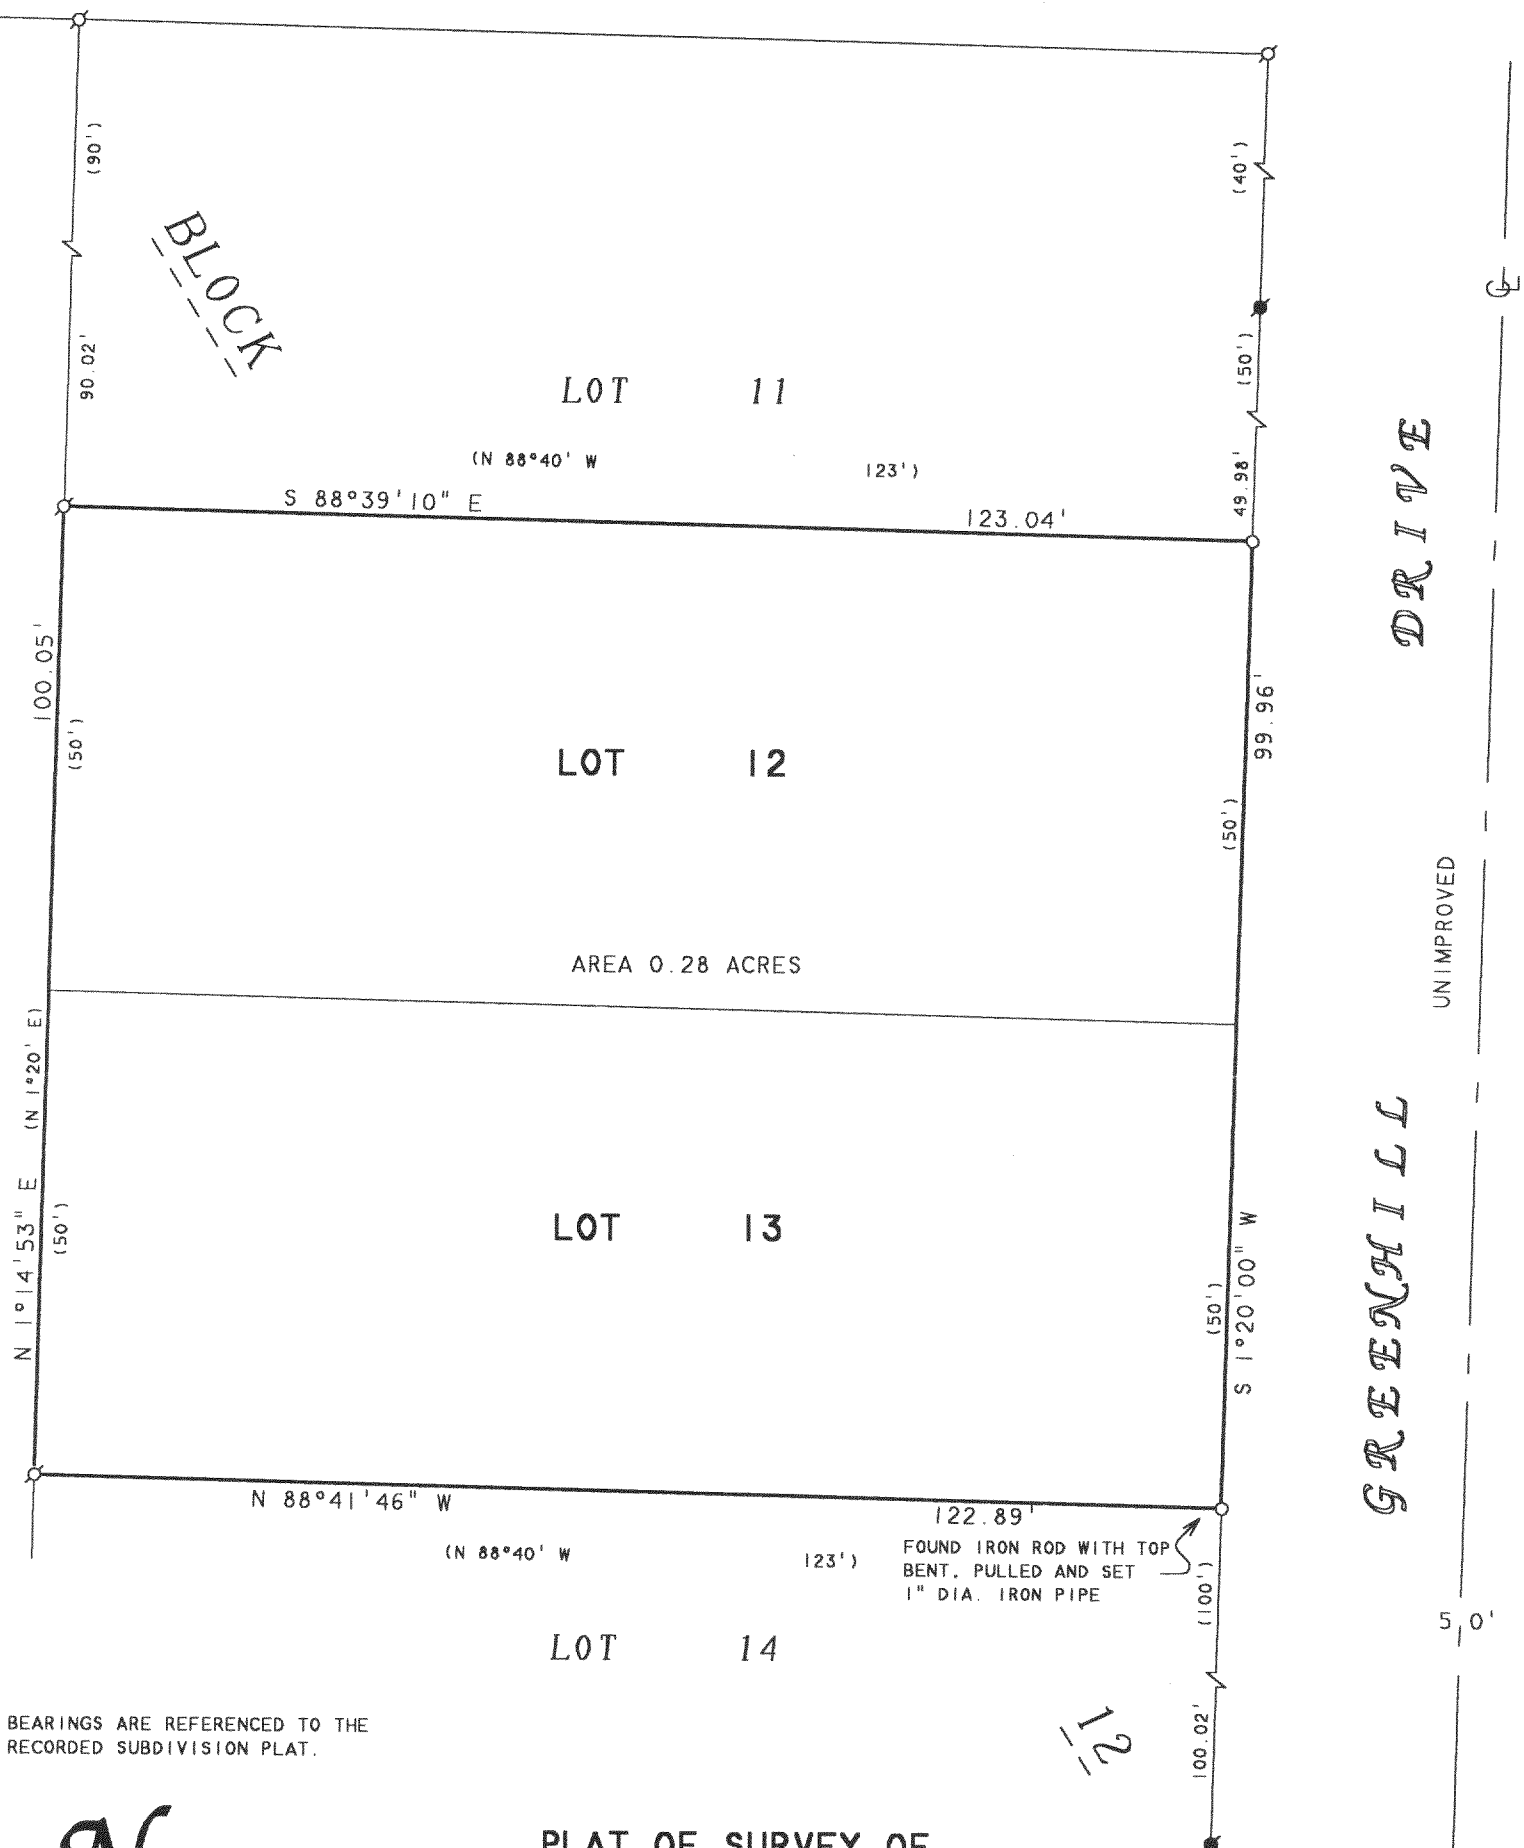 (90')
(40')
BLOCK
90.02'
(50')
LOT 11
(N 88°40' W 123')
49.98'
S 88°39'10" E 123.04'
DRIVE
100.05'
(50')
99.96'
LOT 12
(50')
UNIMPROVED
AREA 0.28 ACRES
N 1°14'53" E (N 1°20' E)
(50')
LOT 13
(50')
S 1°20'00" W
GREENHILL
N 88°41'46" W 122.89'
(N 88°40' W 123')
FOUND IRON ROD WITH TOP
BENT. PULLED AND SET
1" DIA. IRON PIPE
(100')
50'
LOT 14
12
100.02'
BEARINGS ARE REFERENCED TO THE
RECORDED SUBDIVISION PLAT.
N
PLAT OF SURVEY OF